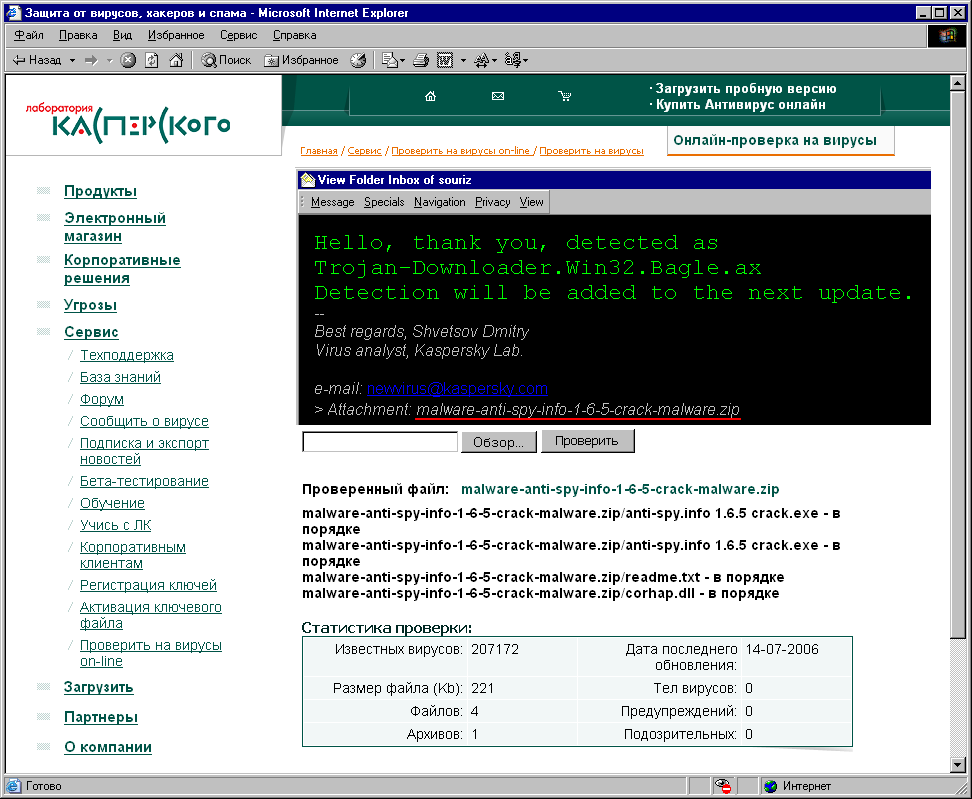 Защита от вирусов, хакеров и спама - Microsoft Internet Explorer
Файл Правка Вид Избранное Сервис Справка
Назад Поиск Избранное
лаборатория
КАСПЕРСКОГО
· Загрузить пробную версию
· Купить Антивирус онлайн
Главная / Сервис / Проверить на вирусы on-line / Проверить на вирусы
Онлайн-проверка на вирусы
Продукты
Электронный
магазин
Корпоративные
решения
Угрозы
Сервис
/ Техподдержка
/ База знаний
/ Форум
/ Сообщить о вирусе
/ Подписка и экспорт
новостей
/ Бета-тестирование
/ Обучение
/ Учись с ЛК
/ Корпоративным
клиентам
/ Регистрация ключей
/ Активация ключевого
файла
/ Проверить на вирусы
on-line
Загрузить
Партнеры
О компании
View Folder Inbox of souriz
Message Specials Navigation Privacy View
Hello, thank you, detected as
Trojan-Downloader.Win32.Bagle.ax
Detection will be added to the next update.
--
Best regards, Shvetsov Dmitry
Virus analyst, Kaspersky Lab.
e-mail: newvirus@kaspersky.com
> Attachment: malware-anti-spy-info-1-6-5-crack-malware.zip
Обзор... Проверить
Проверенный файл: malware-anti-spy-info-1-6-5-crack-malware.zip
malware-anti-spy-info-1-6-5-crack-malware.zip/anti-spy.info 1.6.5 crack.exe - в
порядке
malware-anti-spy-info-1-6-5-crack-malware.zip/anti-spy.info 1.6.5 crack.exe - в
порядке
malware-anti-spy-info-1-6-5-crack-malware.zip/readme.txt - в порядке
malware-anti-spy-info-1-6-5-crack-malware.zip/corhap.dll - в порядке
Статистика проверки:
Известных вирусов: 207172 Дата последнего 14-07-2006
обновления:
Размер файла (Kb): 221 Тел вирусов: 0
Файлов: 4 Предупреждений: 0
Архивов: 1 Подозрительных: 0
Готово Интернет